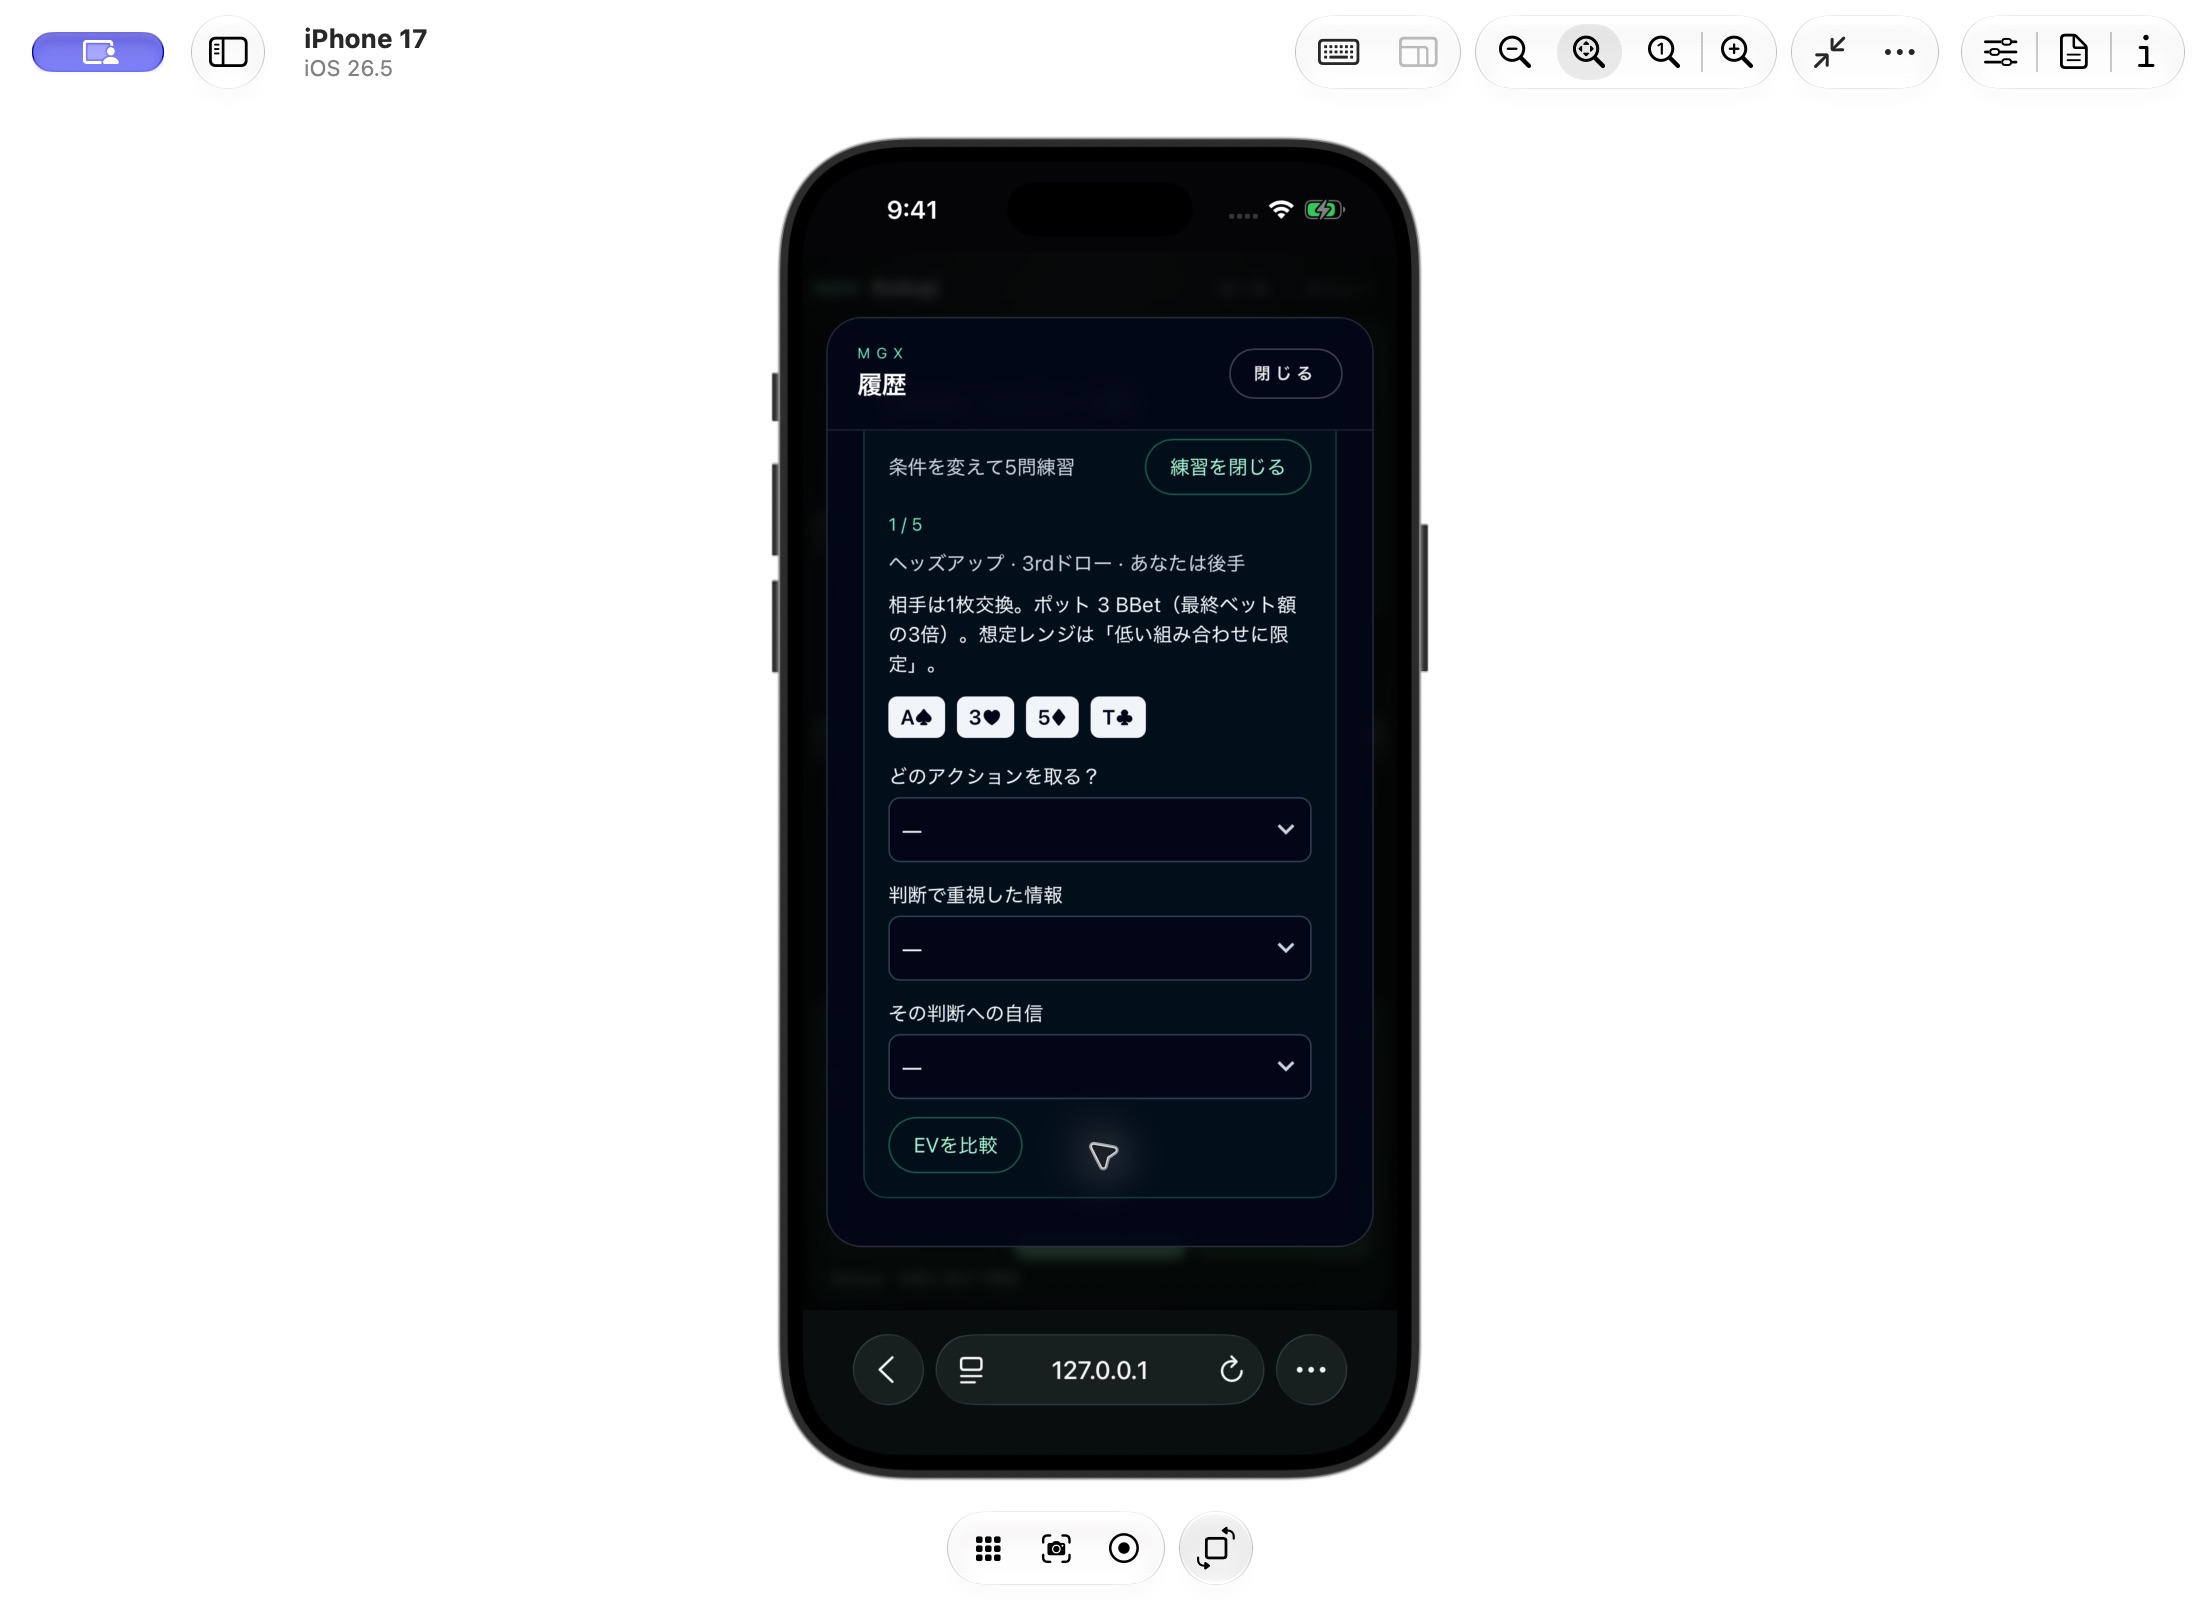 iPhone 17
iOS 26.5
9:41
MGX
履歴
閉じる
条件を変えて5問練習
練習を閉じる
1 / 5
ヘッズアップ · 3rdドロー · あなたは後手
相手は1枚交換。ポット 3 BBet（最終ベット額
の3倍）。想定レンジは「低い組み合わせに限
定」。
A♠ 3♥ 5♦ T♣
どのアクションを取る？
—
判断で重視した情報
—
その判断への自信
—
EVを比較
127.0.0.1